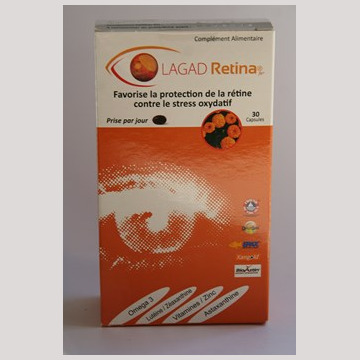 Complément Alimentaire
LAGAD Retina
Favorise la protection de la rétine
contre le stress oxydatif
Prise par jour
30
Capsules
Omega 3
Lutéine / Zéaxanthine
Vitamines / Zinc
Astaxanthine